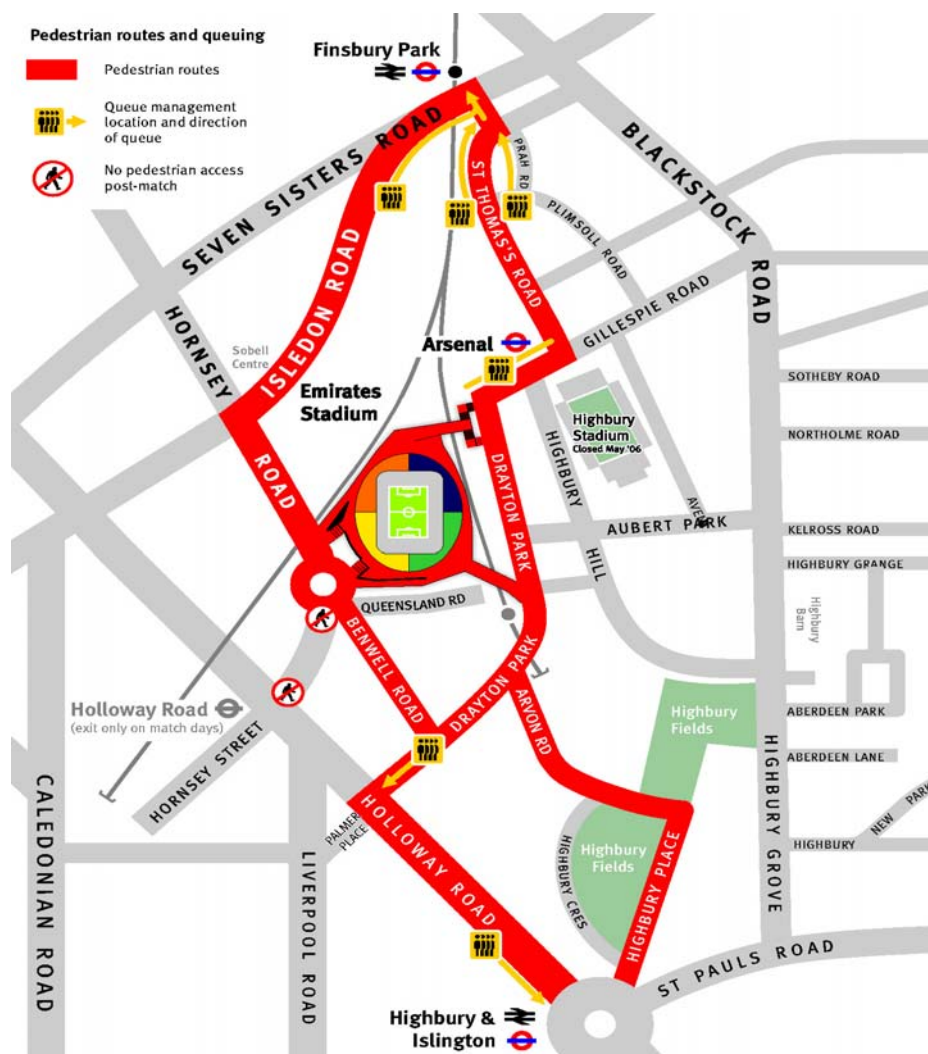 Pedestrian routes and queuing
Pedestrian routes
Queue management
location and direction
of queue
No pedestrian access
post-match
Finsbury Park
SEVEN SISTERS ROAD
BLACKSTOCK
ROAD
PRAH RD
ST THOMAS'S ROAD
PLIMSOLL ROAD
GILLESPIE ROAD
HORNSEY
ROAD
ISLEDON ROAD
Sobell
Centre
Arsenal
Emirates
Stadium
Highbury
Stadium
Closed May '06
SOTHEBY ROAD
NORTHOLME ROAD
HIGHBURY
HILL
DRAYTON PARK
AVEN
AUBERT PARK
KELROSS ROAD
HIGHBURY GRANGE
QUEENSLAND RD
Highbury
Barn
BENWELL ROAD
DRAYTON PARK
ARVON RD
Holloway Road
(exit only on match days)
HORNSEY STREET
Highbury
Fields
ABERDEEN PARK
ABERDEEN LANE
HIGHBURY GROVE
CALEDONIAN ROAD
PALMER
PLACE
HOLLOWAY ROAD
LIVERPOOL ROAD
Highbury
Fields
HIGHBURY CRES
HIGHBURY PLACE
HIGHBURY
NEW PARK
ST PAULS ROAD
Highbury &
Islington